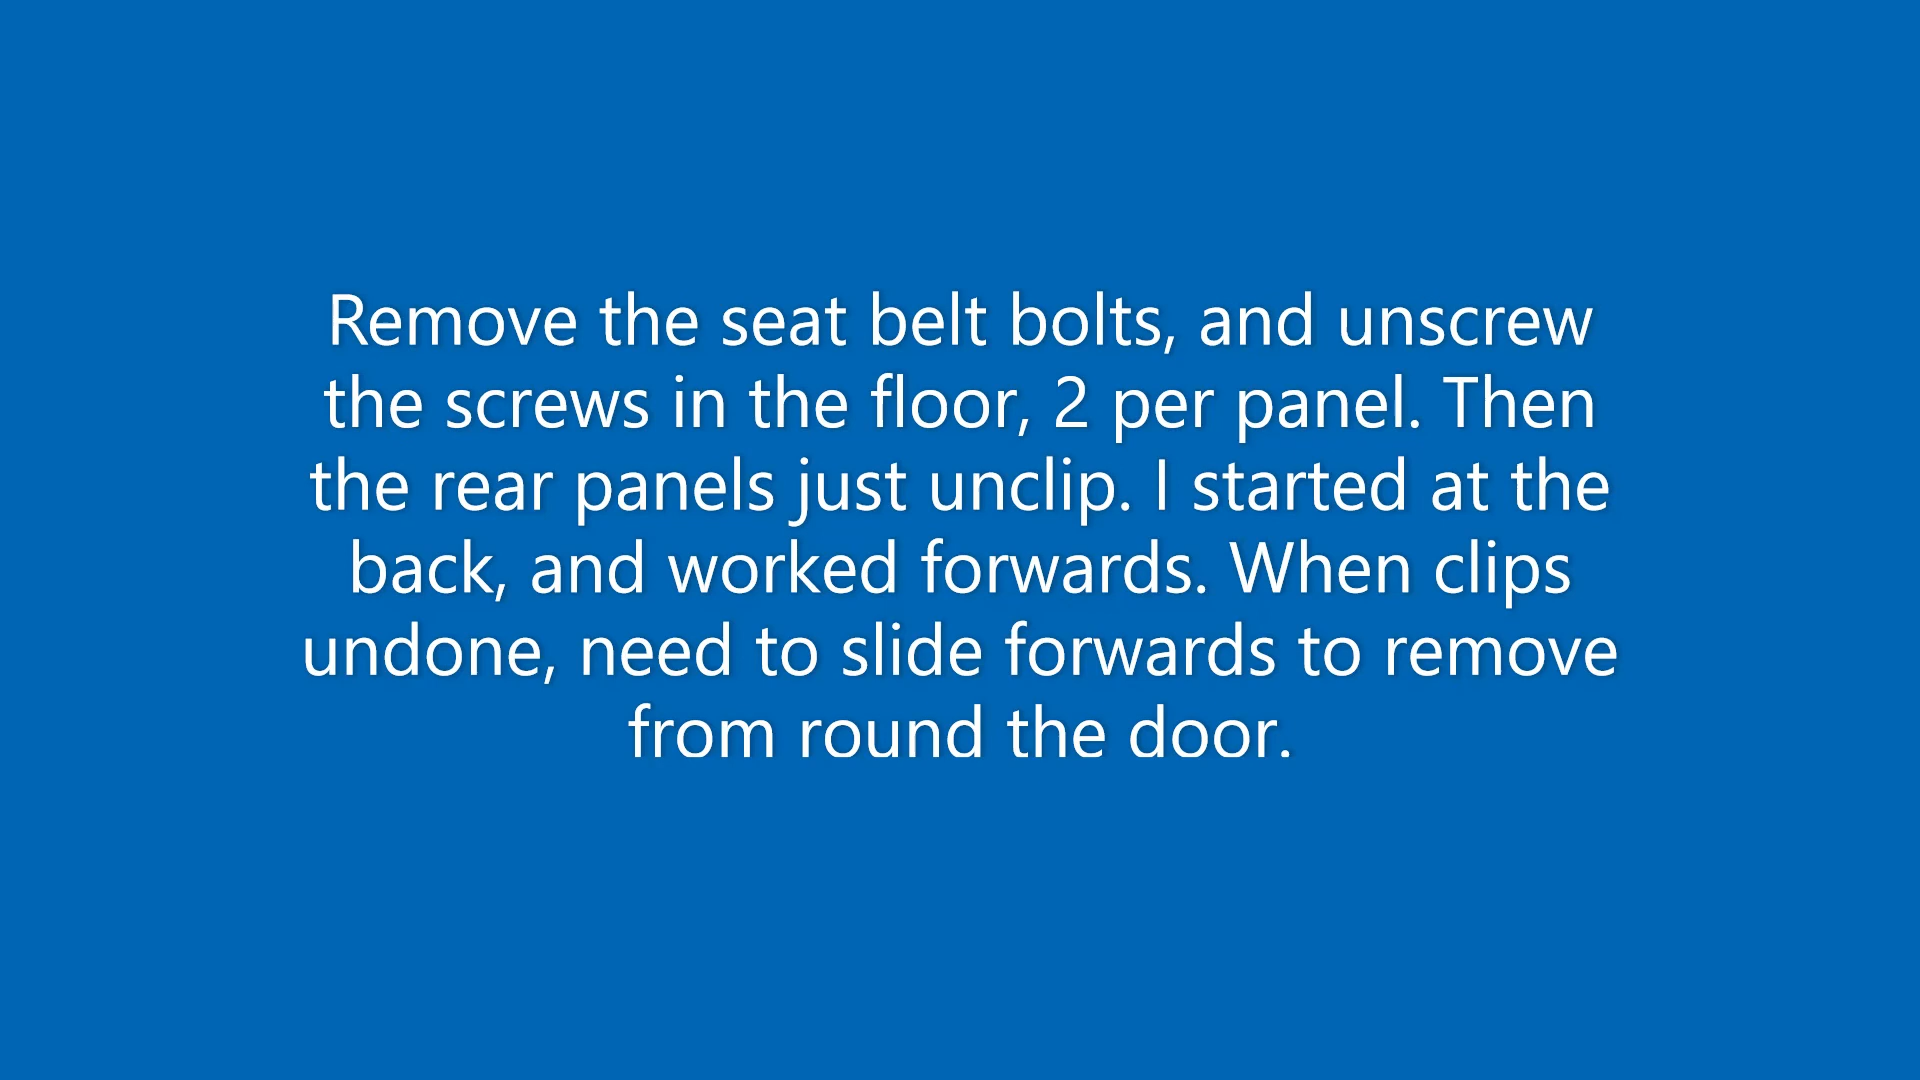 Remove the seat belt bolts, and unscrew
the screws in the floor, 2 per panel. Then
the rear panels just unclip. I started at the
back, and worked forwards. When clips
undone, need to slide forwards to remove
from round the door.